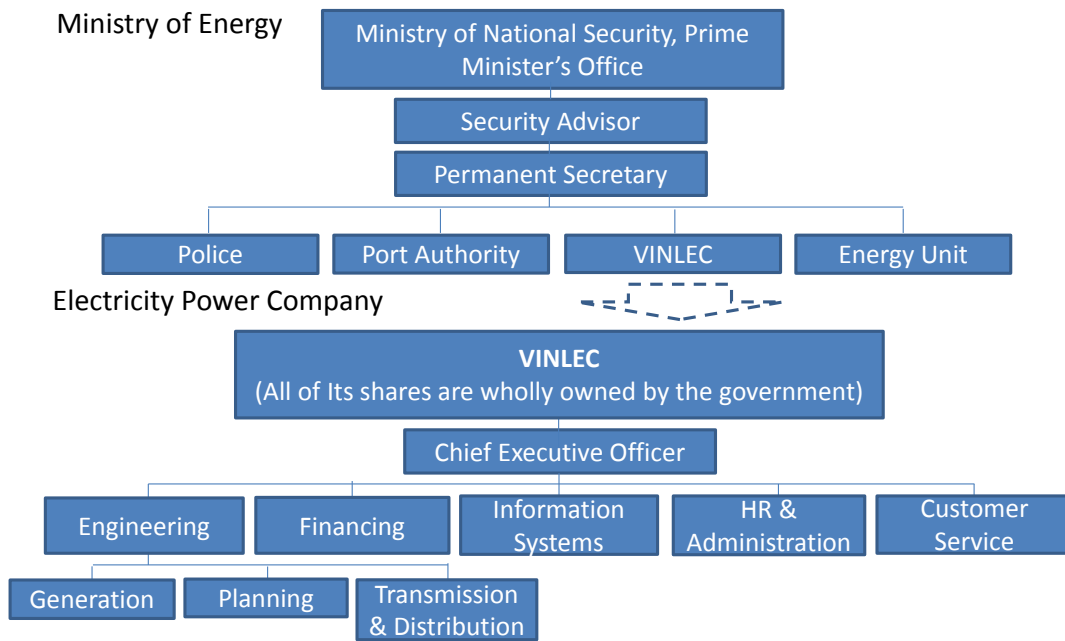 Ministry of Energy
Ministry of National Security, Prime
Minister’s Office
Security Advisor
Permanent Secretary
Police
Port Authority
VINLEC
Energy Unit
Electricity Power Company
VINLEC
(All of Its shares are wholly owned by the government)
Chief Executive Officer
Engineering
Financing
Information
Systems
HR &
Administration
Customer
Service
Generation
Planning
Transmission
& Distribution